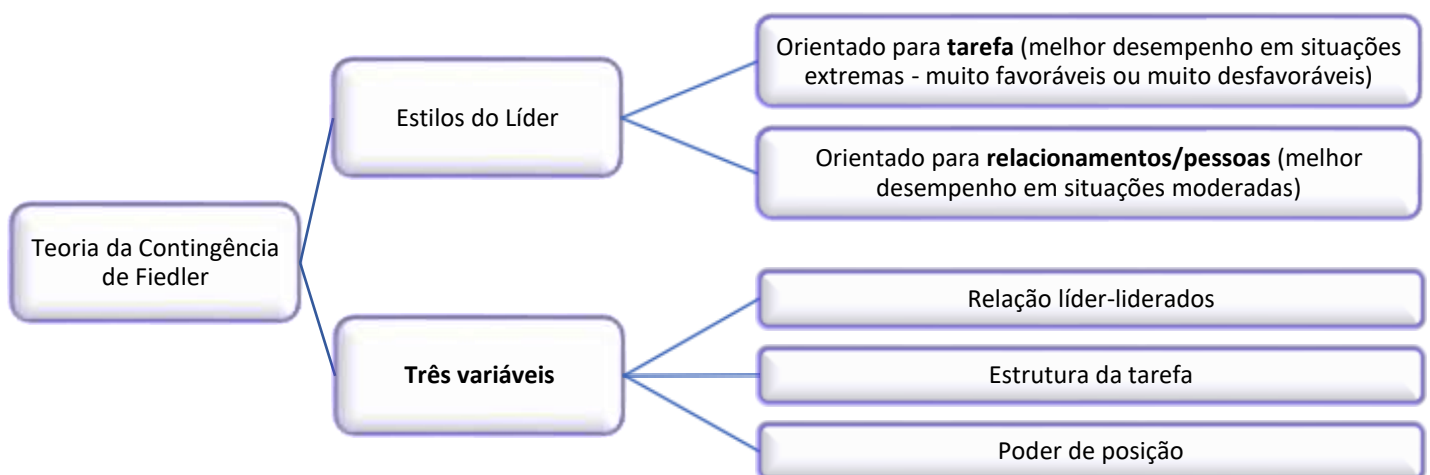 Orientado para tarefa (melhor desempenho em situações
extremas - muito favoráveis ou muito desfavoráveis)
Estilos do Líder
Orientado para relacionamentos/pessoas (melhor
desempenho em situações moderadas)
Teoria da Contingência
de Fiedler
Relação líder-liderados
Três variáveis
Estrutura da tarefa
Poder de posição